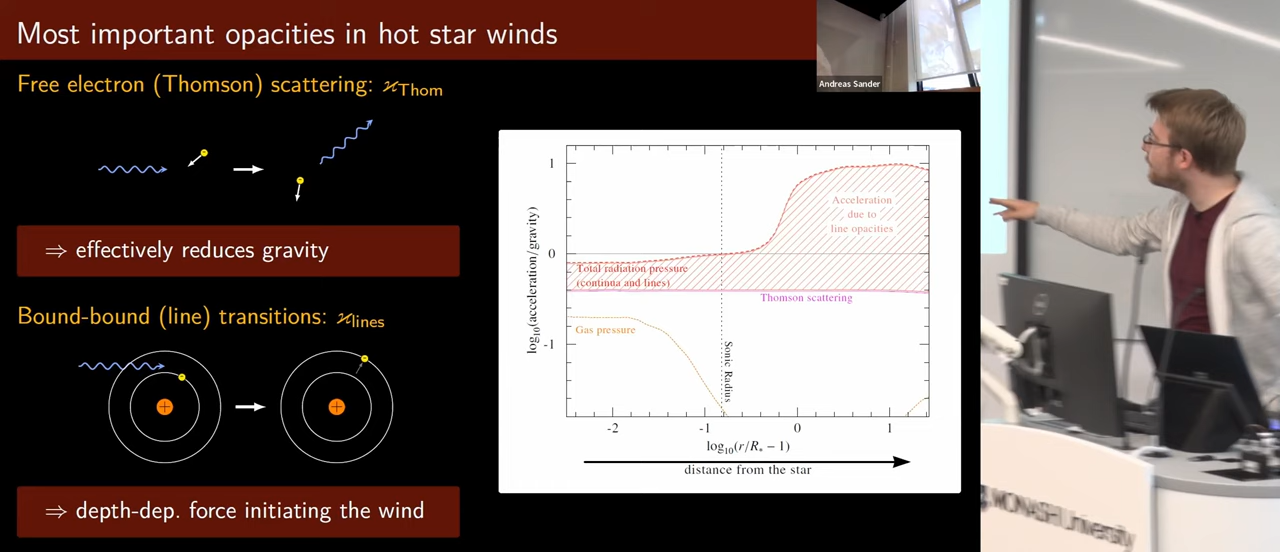 Most important opacities in hot star winds
Andreas Sander
Free electron (Thomson) scattering: ϰThom
⇒ effectively reduces gravity
Bound-bound (line) transitions: ϰlines
+
+
⇒ depth-dep. force initiating the wind
log10(acceleration/gravity)
1
0
-1
Acceleration
due to
line opacities
Total radiation pressure
(continua and lines)
Thomson scattering
Gas pressure
Sonic Radius
-2
-1
0
1
log10(r/R* − 1)
distance from the star
MONASH University